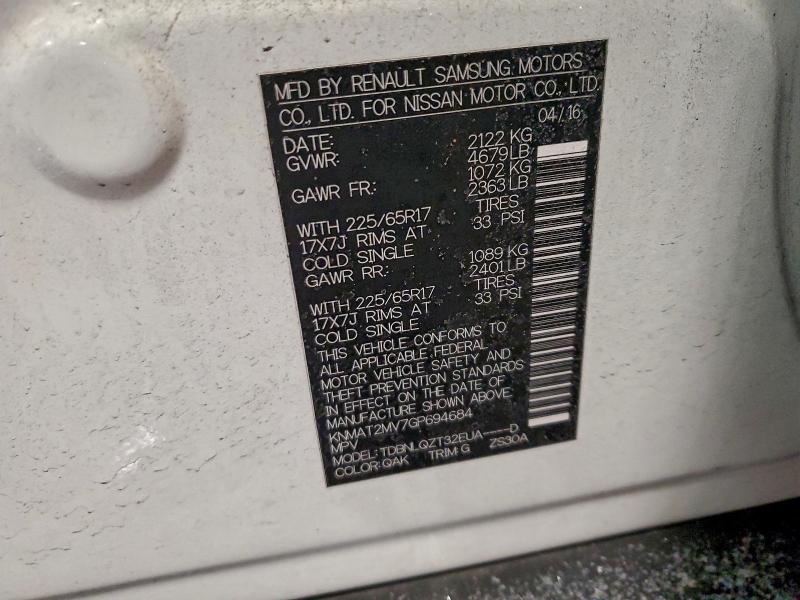 MFD BY RENAULT SAMSUNG MOTORS
CO., LTD. FOR NISSAN MOTOR CO., LTD.
DATE: 04/16
GVWR: 2122 KG
4679 LB
GAWR FR: 1072 KG
2363 LB
WITH 225/65R17 TIRES
17X7J RIMS AT 33 PSI
COLD SINGLE
GAWR RR: 1089 KG
2401 LB
WITH 225/65R17 TIRES
17X7J RIMS AT 33 PSI
COLD SINGLE
THIS VEHICLE CONFORMS TO
ALL APPLICABLE FEDERAL
MOTOR VEHICLE SAFETY AND
THEFT PREVENTION STANDARDS
IN EFFECT ON THE DATE OF
MANUFACTURE SHOWN ABOVE.
KNMAT2MV7GP694684
MPV
MODEL: TDBNLQZT32EUA-----D
COLOR: QAK TRIM: G ZS30A